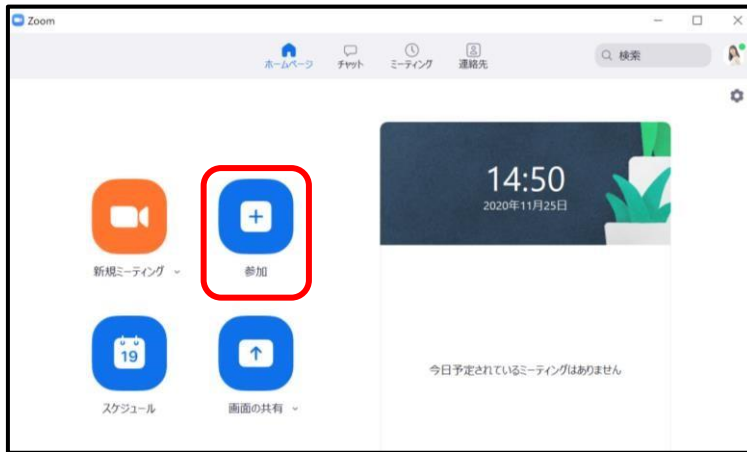 Zoom
ホームページ
チャット
ミーティング
連絡先
検索
14:50
2020年11月25日
新規ミーティング
参加
19
スケジュール
画面の共有
今日予定されているミーティングはありません